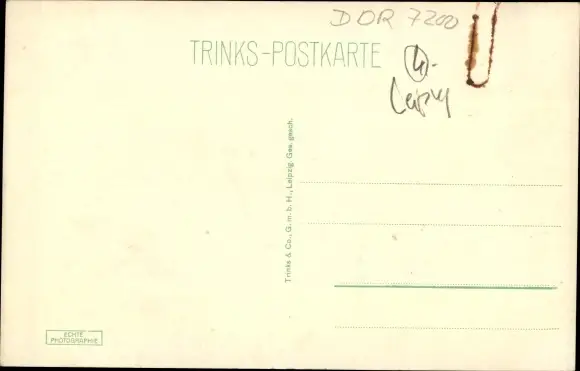 DDR 7200
TRINKS-POSTKARTE
4.-
Leipzig
Trinks & Co., G. m. b. H., Leipzig. Ges. gesch.
ECHTE
PHOTOGRAPHIE